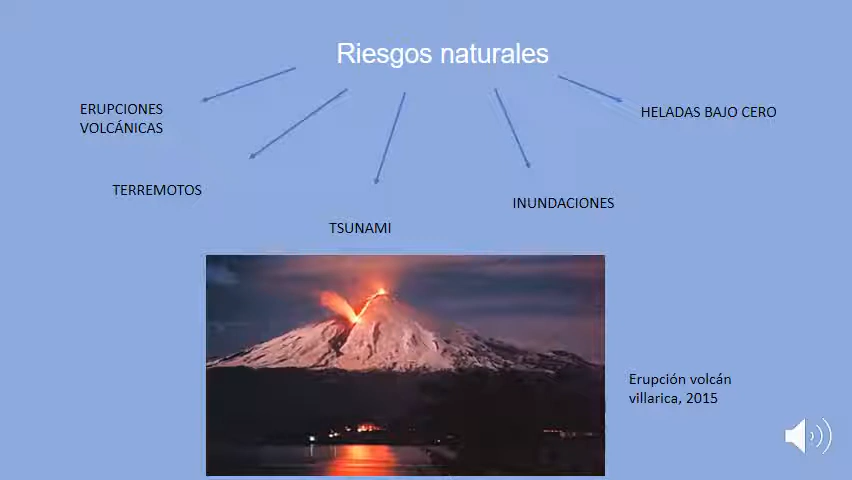 Riesgos naturales
ERUPCIONES
VOLCÁNICAS
HELADAS BAJO CERO
TERREMOTOS
INUNDACIONES
TSUNAMI
Erupción volcán
villarica, 2015